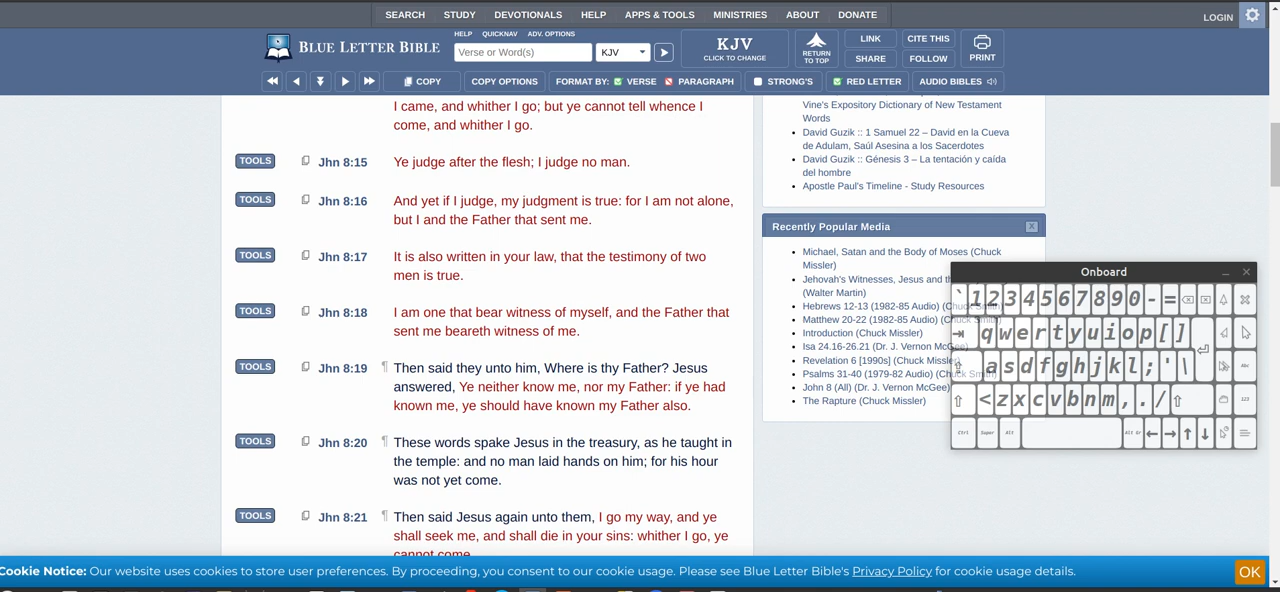 SEARCH STUDY DEVOTIONALS HELP APPS & TOOLS MINISTRIES ABOUT DONATE
LOGIN
BLUE LETTER BIBLE
HELP QUICKNAV ADV. OPTIONS
Verse or Word(s) KJV
KJV
CLICK TO CHANGE
RETURN
TO TOP
LINK CITE THIS
SHARE FOLLOW
PRINT
COPY COPY OPTIONS FORMAT BY: VERSE PARAGRAPH STRONG'S RED LETTER AUDIO BIBLES
I came, and whither I go; but ye cannot tell whence I
come, and whither I go.
TOOLS Jhn 8:15 Ye judge after the flesh; I judge no man.
TOOLS Jhn 8:16 And yet if I judge, my judgment is true: for I am not alone,
but I and the Father that sent me.
TOOLS Jhn 8:17 It is also written in your law, that the testimony of two
men is true.
TOOLS Jhn 8:18 I am one that bear witness of myself, and the Father that
sent me beareth witness of me.
TOOLS Jhn 8:19 ¶ Then said they unto him, Where is thy Father? Jesus
answered, Ye neither know me, nor my Father: if ye had
known me, ye should have known my Father also.
TOOLS Jhn 8:20 ¶ These words spake Jesus in the treasury, as he taught in
the temple: and no man laid hands on him; for his hour
was not yet come.
TOOLS Jhn 8:21 ¶ Then said Jesus again unto them, I go my way, and ye
shall seek me, and shall die in your sins: whither I go, ye
cannot come.
Vine's Expository Dictionary of New Testament
Words
David Guzik :: 1 Samuel 22 – David en la Cueva
de Adulam, Saúl Asesina a los Sacerdotes
David Guzik :: Génesis 3 – La tentación y caída
del hombre
Apostle Paul's Timeline - Study Resources
Recently Popular Media
Michael, Satan and the Body of Moses (Chuck
Missler)
Jehovah's Witnesses, Jesus and th
(Walter Martin)
Hebrews 12-13 (1982-85 Audio) (Chuck Smith)
Matthew 20-22 (1982-85 Audio) (Chuck Smith)
Introduction (Chuck Missler)
Isa 24.16-26.21 (Dr. J. Vernon McGee)
Revelation 6 [1990s] (Chuck Missler)
Psalms 31-40 (1979-82 Audio) (Chuck Smith)
John 8 (All) (Dr. J. Vernon McGee)
The Rapture (Chuck Missler)
Onboard
` 1 2 3 4 5 6 7 8 9 0 - =
q w e r t y u i o p [ ]
a s d f g h j k l ; ' \ Abc
< z x c v b n m , . / 123
Ctrl Super Alt Alt Gr
Cookie Notice: Our website uses cookies to store user preferences. By proceeding, you consent to our cookie usage. Please see Blue Letter Bible's Privacy Policy for cookie usage details. OK